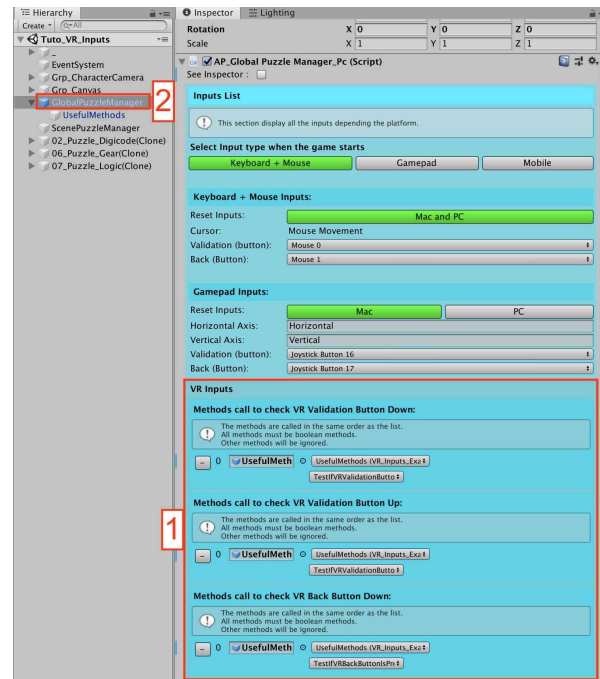 Hierarchy
Create
All
Tuto_VR_Inputs
_
EventSystem
Grp_CharacterCamera
Grp_Canvas
GlobalPuzzleManager
2
UsefulMethods
ScenePuzzleManager
02_Puzzle_Digicode(Clone)
06_Puzzle_Gear(Clone)
07_Puzzle_Logic(Clone)
Inspector Lighting
Rotation X 0 Y 0 Z 0
Scale X 1 Y 1 Z 1
AP_Global Puzzle Manager_Pc (Script)
See Inspector :
Inputs List
This section display all the inputs depending the platform.
Select Input type when the game starts
Keyboard + Mouse Gamepad Mobile
Keyboard + Mouse Inputs:
Reset Inputs: Mac and PC
Cursor: Mouse Movement
Validation (button): Mouse 0
Back (Button): Mouse 1
Gamepad Inputs:
Reset Inputs: Mac PC
Horizontal Axis: Horizontal
Vertical Axis: Vertical
Validation (button): Joystick Button 16
Back (Button): Joystick Button 17
VR Inputs
Methods call to check VR Validation Button Down:
The methods are called in the same order as the list.
All methods must be boolean methods.
Other methods will be ignored.
- 0 UsefulMeth UsefulMethods (VR_Inputs_Exa
TestIfVRValidationButto
Methods call to check VR Validation Button Up:
1
The methods are called in the same order as the list.
All methods must be boolean methods.
Other methods will be ignored.
- 0 UsefulMeth UsefulMethods (VR_Inputs_Exa
TestIfVRValidationButto
Methods call to check VR Back Button Down:
The methods are called in the same order as the list.
All methods must be boolean methods.
Other methods will be ignored.
- 0 UsefulMeth UsefulMethods (VR_Inputs_Exa
TestIfVRBackButtonIsPr